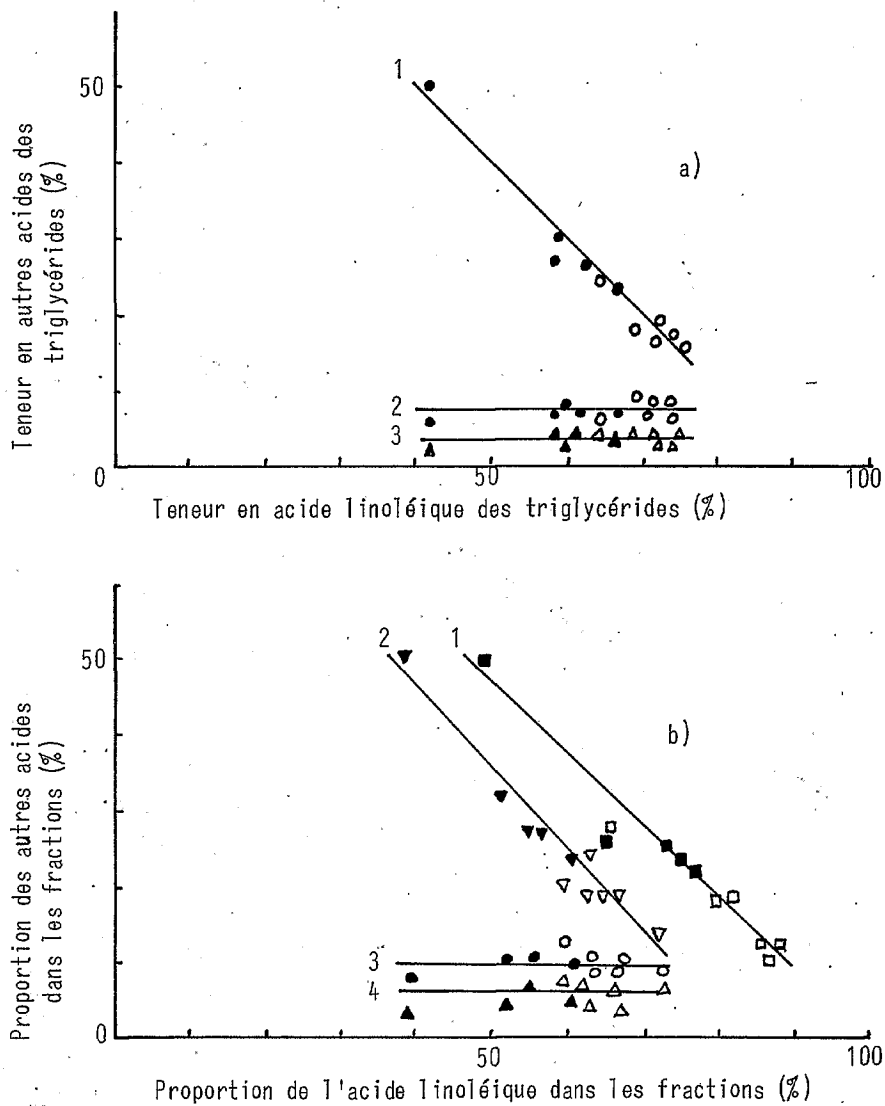 Teneur en autres acides des
triglycérides (%)
50
0
1
2
3
a)
50
100
Teneur en acide linoléique des triglycérides (%)
Proportion des autres acides
dans les fractions (%)
50
0
2
1
3
4
b)
50
100
Proportion de l'acide linoléique dans les fractions (%)